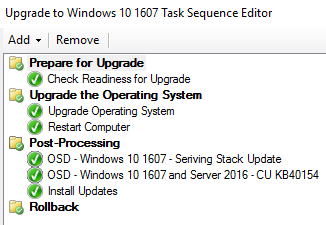 Upgrade to Windows 10 1607 Task Sequence Editor
Add Remove
Prepare for Upgrade
Check Readiness for Upgrade
Upgrade the Operating System
Upgrade Operating System
Restart Computer
Post-Processing
OSD - Windows 10 1607 - Seriving Stack Update
OSD - Windows 10 1607 and Server 2016 - CU KB40154
Install Updates
Rollback